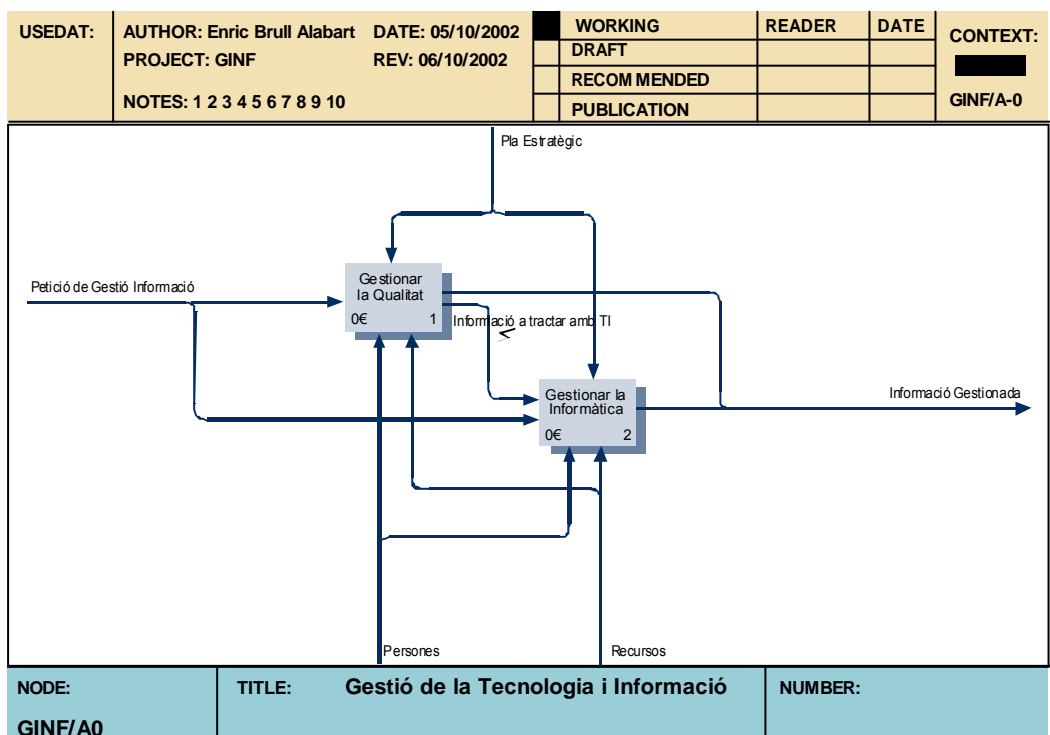 USEDAT:
AUTHOR: Enric Brull Alabart DATE: 05/10/2002
PROJECT: GINF REV: 06/10/2002
NOTES: 1 2 3 4 5 6 7 8 9 10
WORKING
DRAFT
RECOMMENDED
PUBLICATION
READER
DATE
CONTEXT:
GINF/A-0
Pla Estratègic
Petició de Gestió Informació
Gestionar
la Qualitat
0€ 1
Informació a tractar amb TI
Gestionar la
Informàtica
0€ 2
Informació Gestionada
Persones
Recursos
NODE:
GINF/A0
TITLE: Gestió de la Tecnologia i Informació
NUMBER: